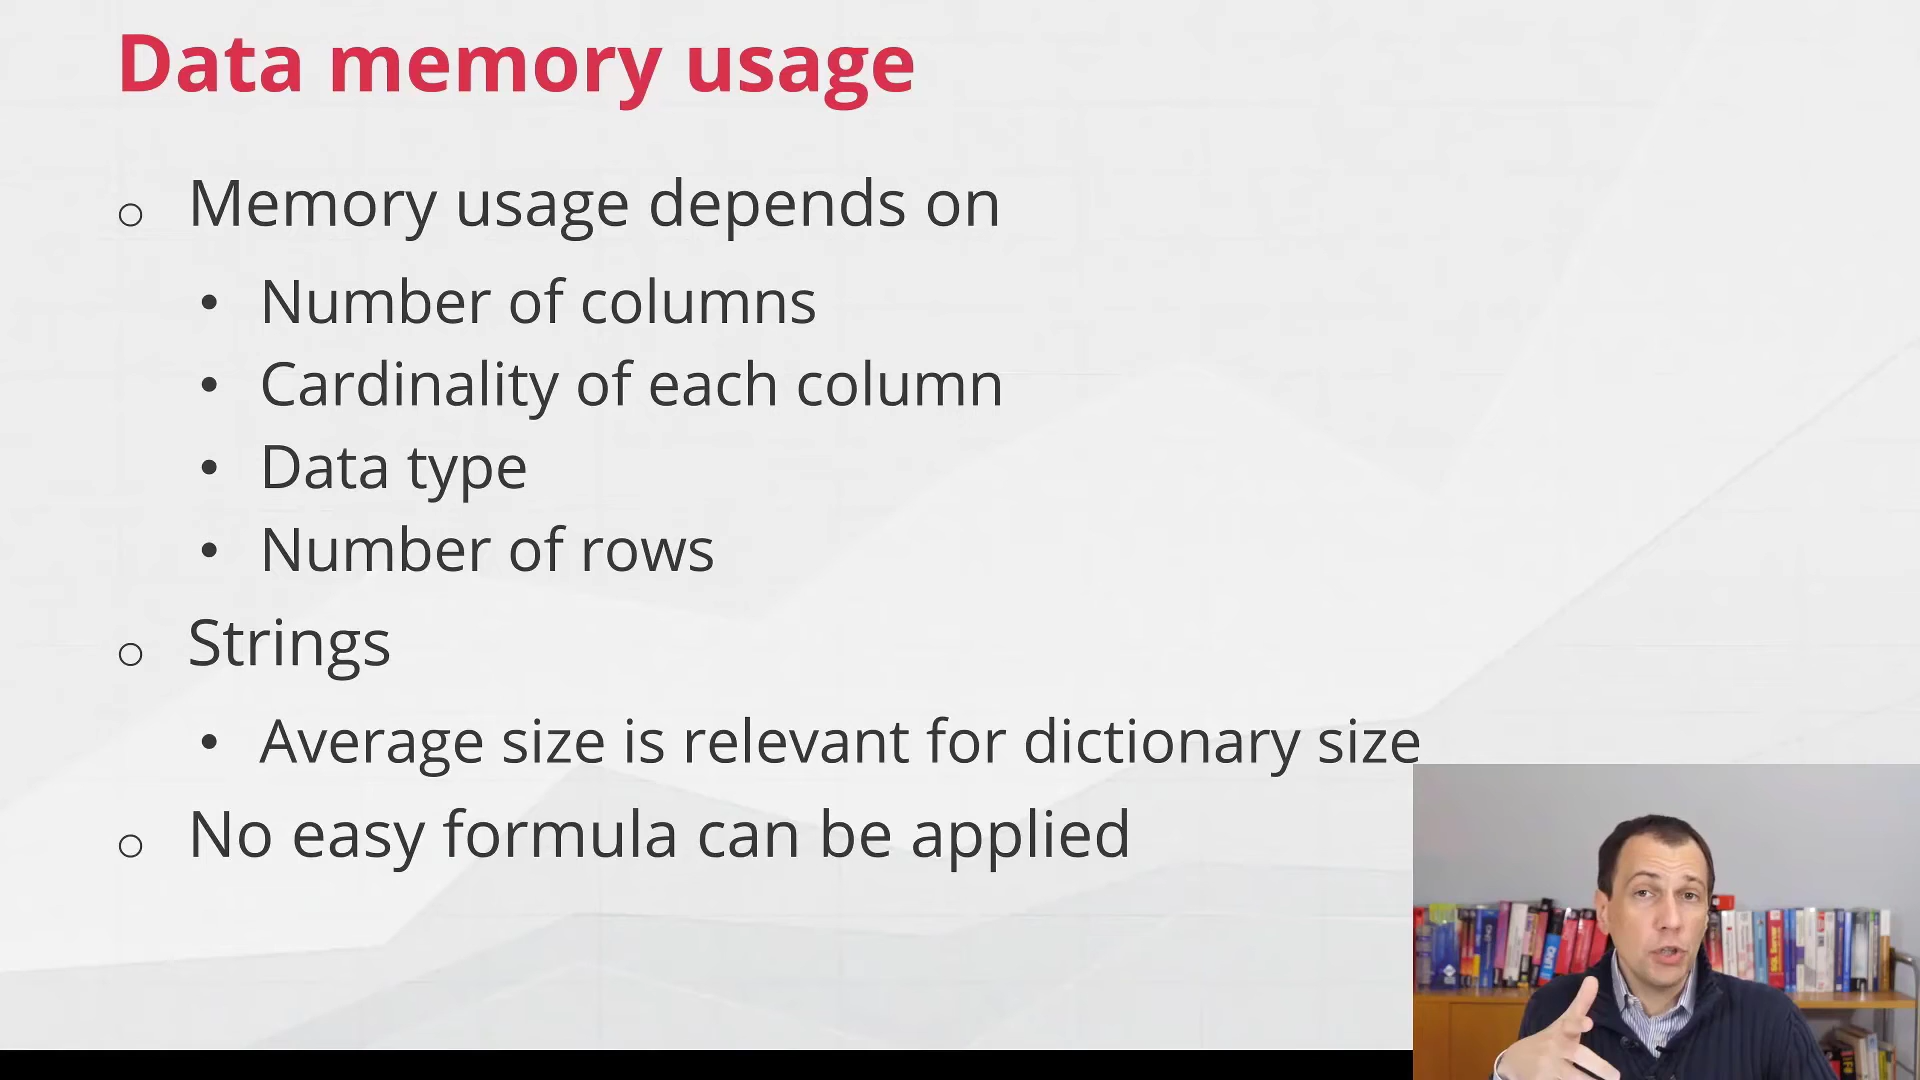 Data memory usage
Memory usage depends on
Number of columns
Cardinality of each column
Data type
Number of rows
Strings
Average size is relevant for dictionary size
No easy formula can be applied